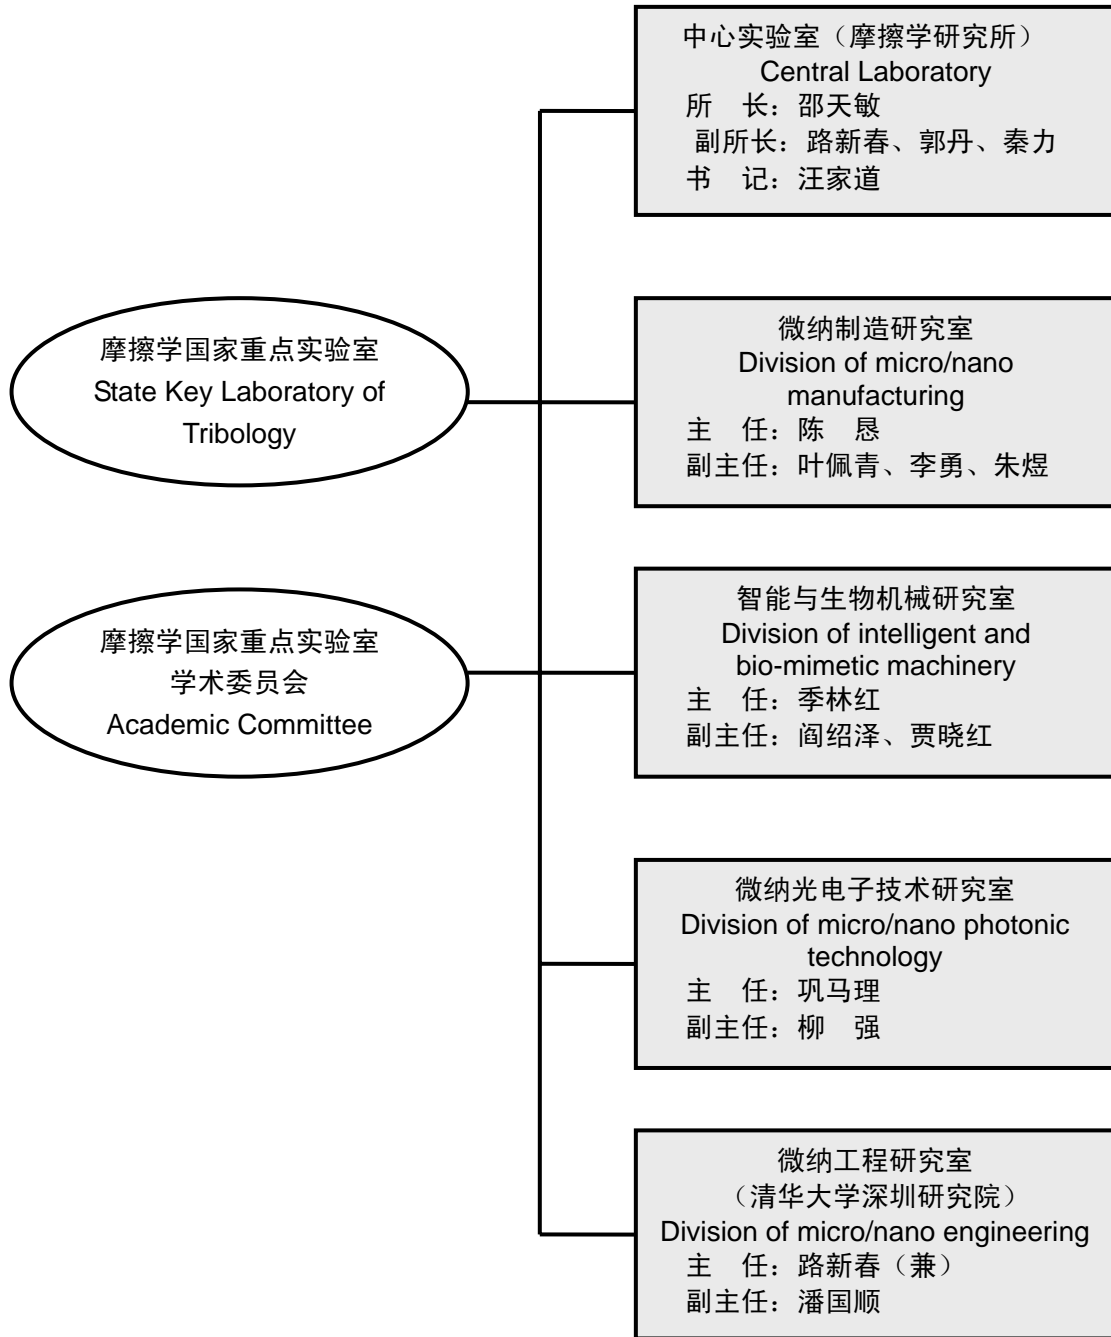 摩擦学国家重点实验室
State Key Laboratory of
Tribology
摩擦学国家重点实验室
学术委员会
Academic Committee
中心实验室（摩擦学研究所）
Central Laboratory
所　长：邵天敏
副所长：路新春、郭丹、秦力
书　记：汪家道
微纳制造研究室
Division of micro/nano
manufacturing
主　任：陈　恳
副主任：叶佩青、李勇、朱煜
智能与生物机械研究室
Division of intelligent and
bio-mimetic machinery
主　任：季林红
副主任：阎绍泽、贾晓红
微纳光电子技术研究室
Division of micro/nano photonic
technology
主　任：巩马理
副主任：柳　强
微纳工程研究室
（清华大学深圳研究院）
Division of micro/nano engineering
主　任：路新春（兼）
副主任：潘国顺